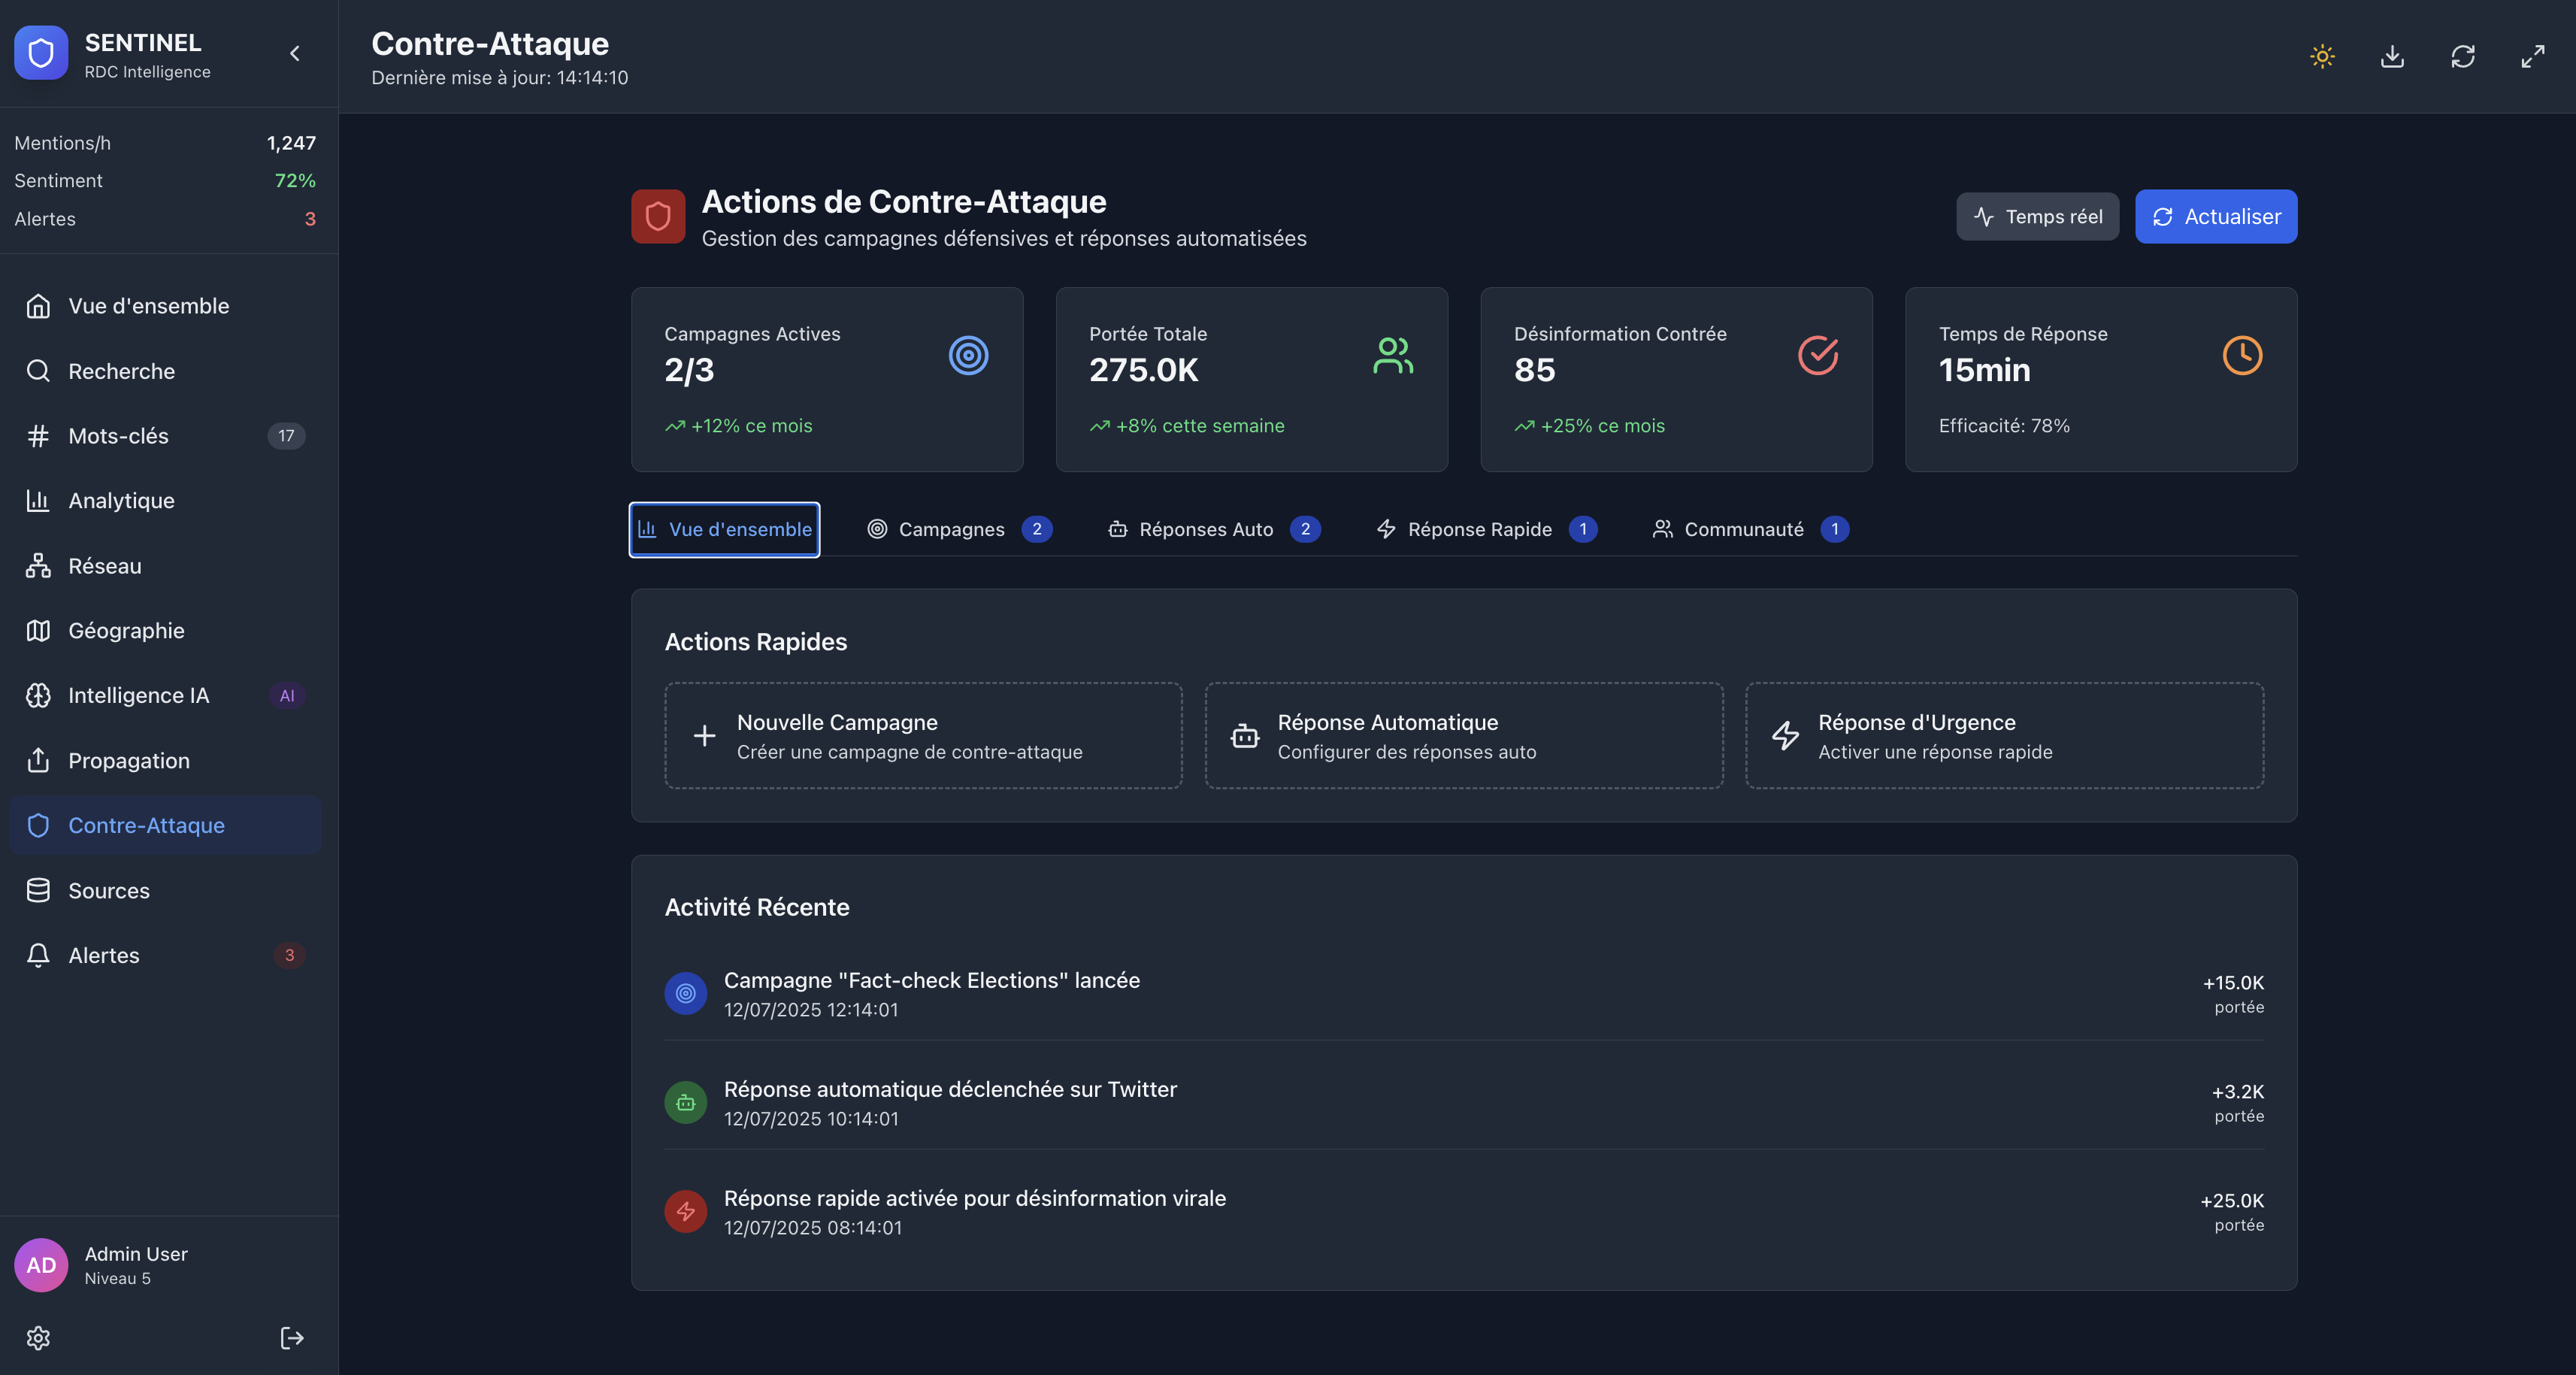 SENTINEL
RDC Intelligence
Mentions/h 1,247
Sentiment 72%
Alertes 3
Vue d'ensemble
Recherche
Mots-clés 17
Analytique
Réseau
Géographie
Intelligence IA AI
Propagation
Contre-Attaque
Sources
Alertes 3
AD
Admin User
Niveau 5
Contre-Attaque
Dernière mise à jour: 14:14:10
Actions de Contre-Attaque
Gestion des campagnes défensives et réponses automatisées
Temps réel
Actualiser
Campagnes Actives
2/3
+12% ce mois
Portée Totale
275.0K
+8% cette semaine
Désinformation Contrée
85
+25% ce mois
Temps de Réponse
15min
Efficacité: 78%
Vue d'ensemble
Campagnes 2
Réponses Auto 2
Réponse Rapide 1
Communauté 1
Actions Rapides
Nouvelle Campagne
Créer une campagne de contre-attaque
Réponse Automatique
Configurer des réponses auto
Réponse d'Urgence
Activer une réponse rapide
Activité Récente
Campagne "Fact-check Elections" lancée
12/07/2025 12:14:01
+15.0K
portée
Réponse automatique déclenchée sur Twitter
12/07/2025 10:14:01
+3.2K
portée
Réponse rapide activée pour désinformation virale
12/07/2025 08:14:01
+25.0K
portée